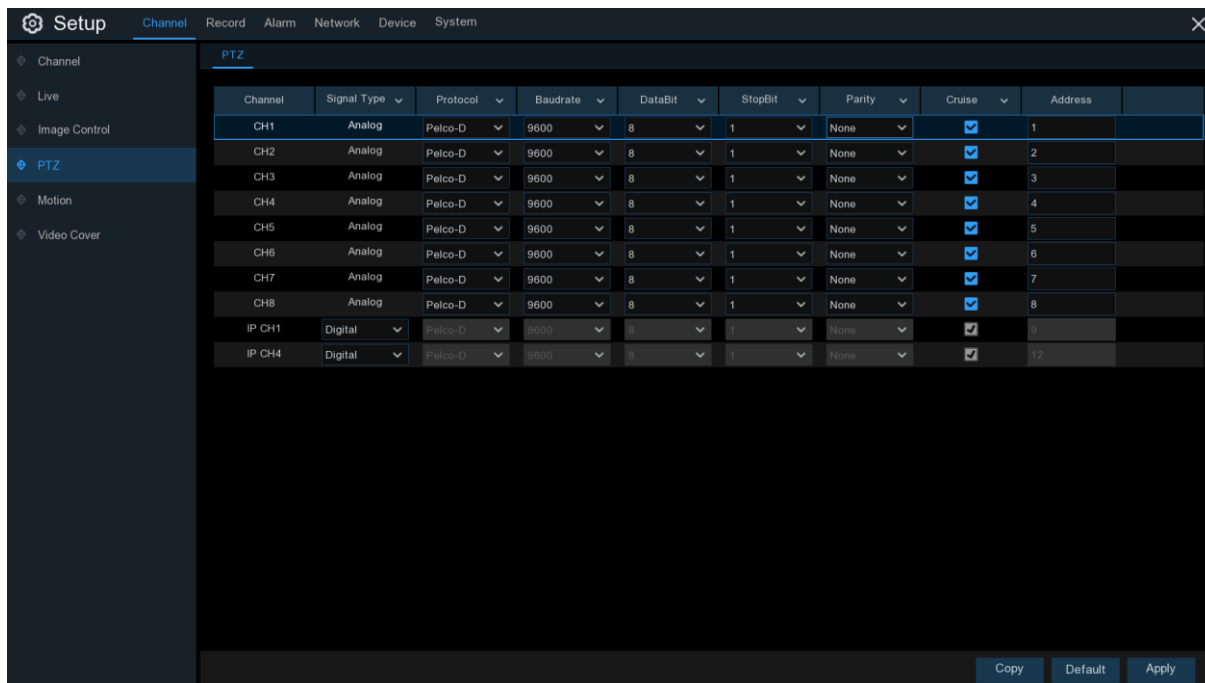 Setup Channel Record Alarm Network Device System
Channel
Live
Image Control
PTZ
Motion
Video Cover
PTZ
Channel Signal Type Protocol Baudrate DataBit StopBit Parity Cruise Address
CH1 Analog Pelco-D 9600 8 1 None 1
CH2 Analog Pelco-D 9600 8 1 None 2
CH3 Analog Pelco-D 9600 8 1 None 3
CH4 Analog Pelco-D 9600 8 1 None 4
CH5 Analog Pelco-D 9600 8 1 None 5
CH6 Analog Pelco-D 9600 8 1 None 6
CH7 Analog Pelco-D 9600 8 1 None 7
CH8 Analog Pelco-D 9600 8 1 None 8
IP CH1 Digital Pelco-D 9600 8 1 None 9
IP CH4 Digital Pelco-D 9600 8 1 None 12
Copy Default Apply